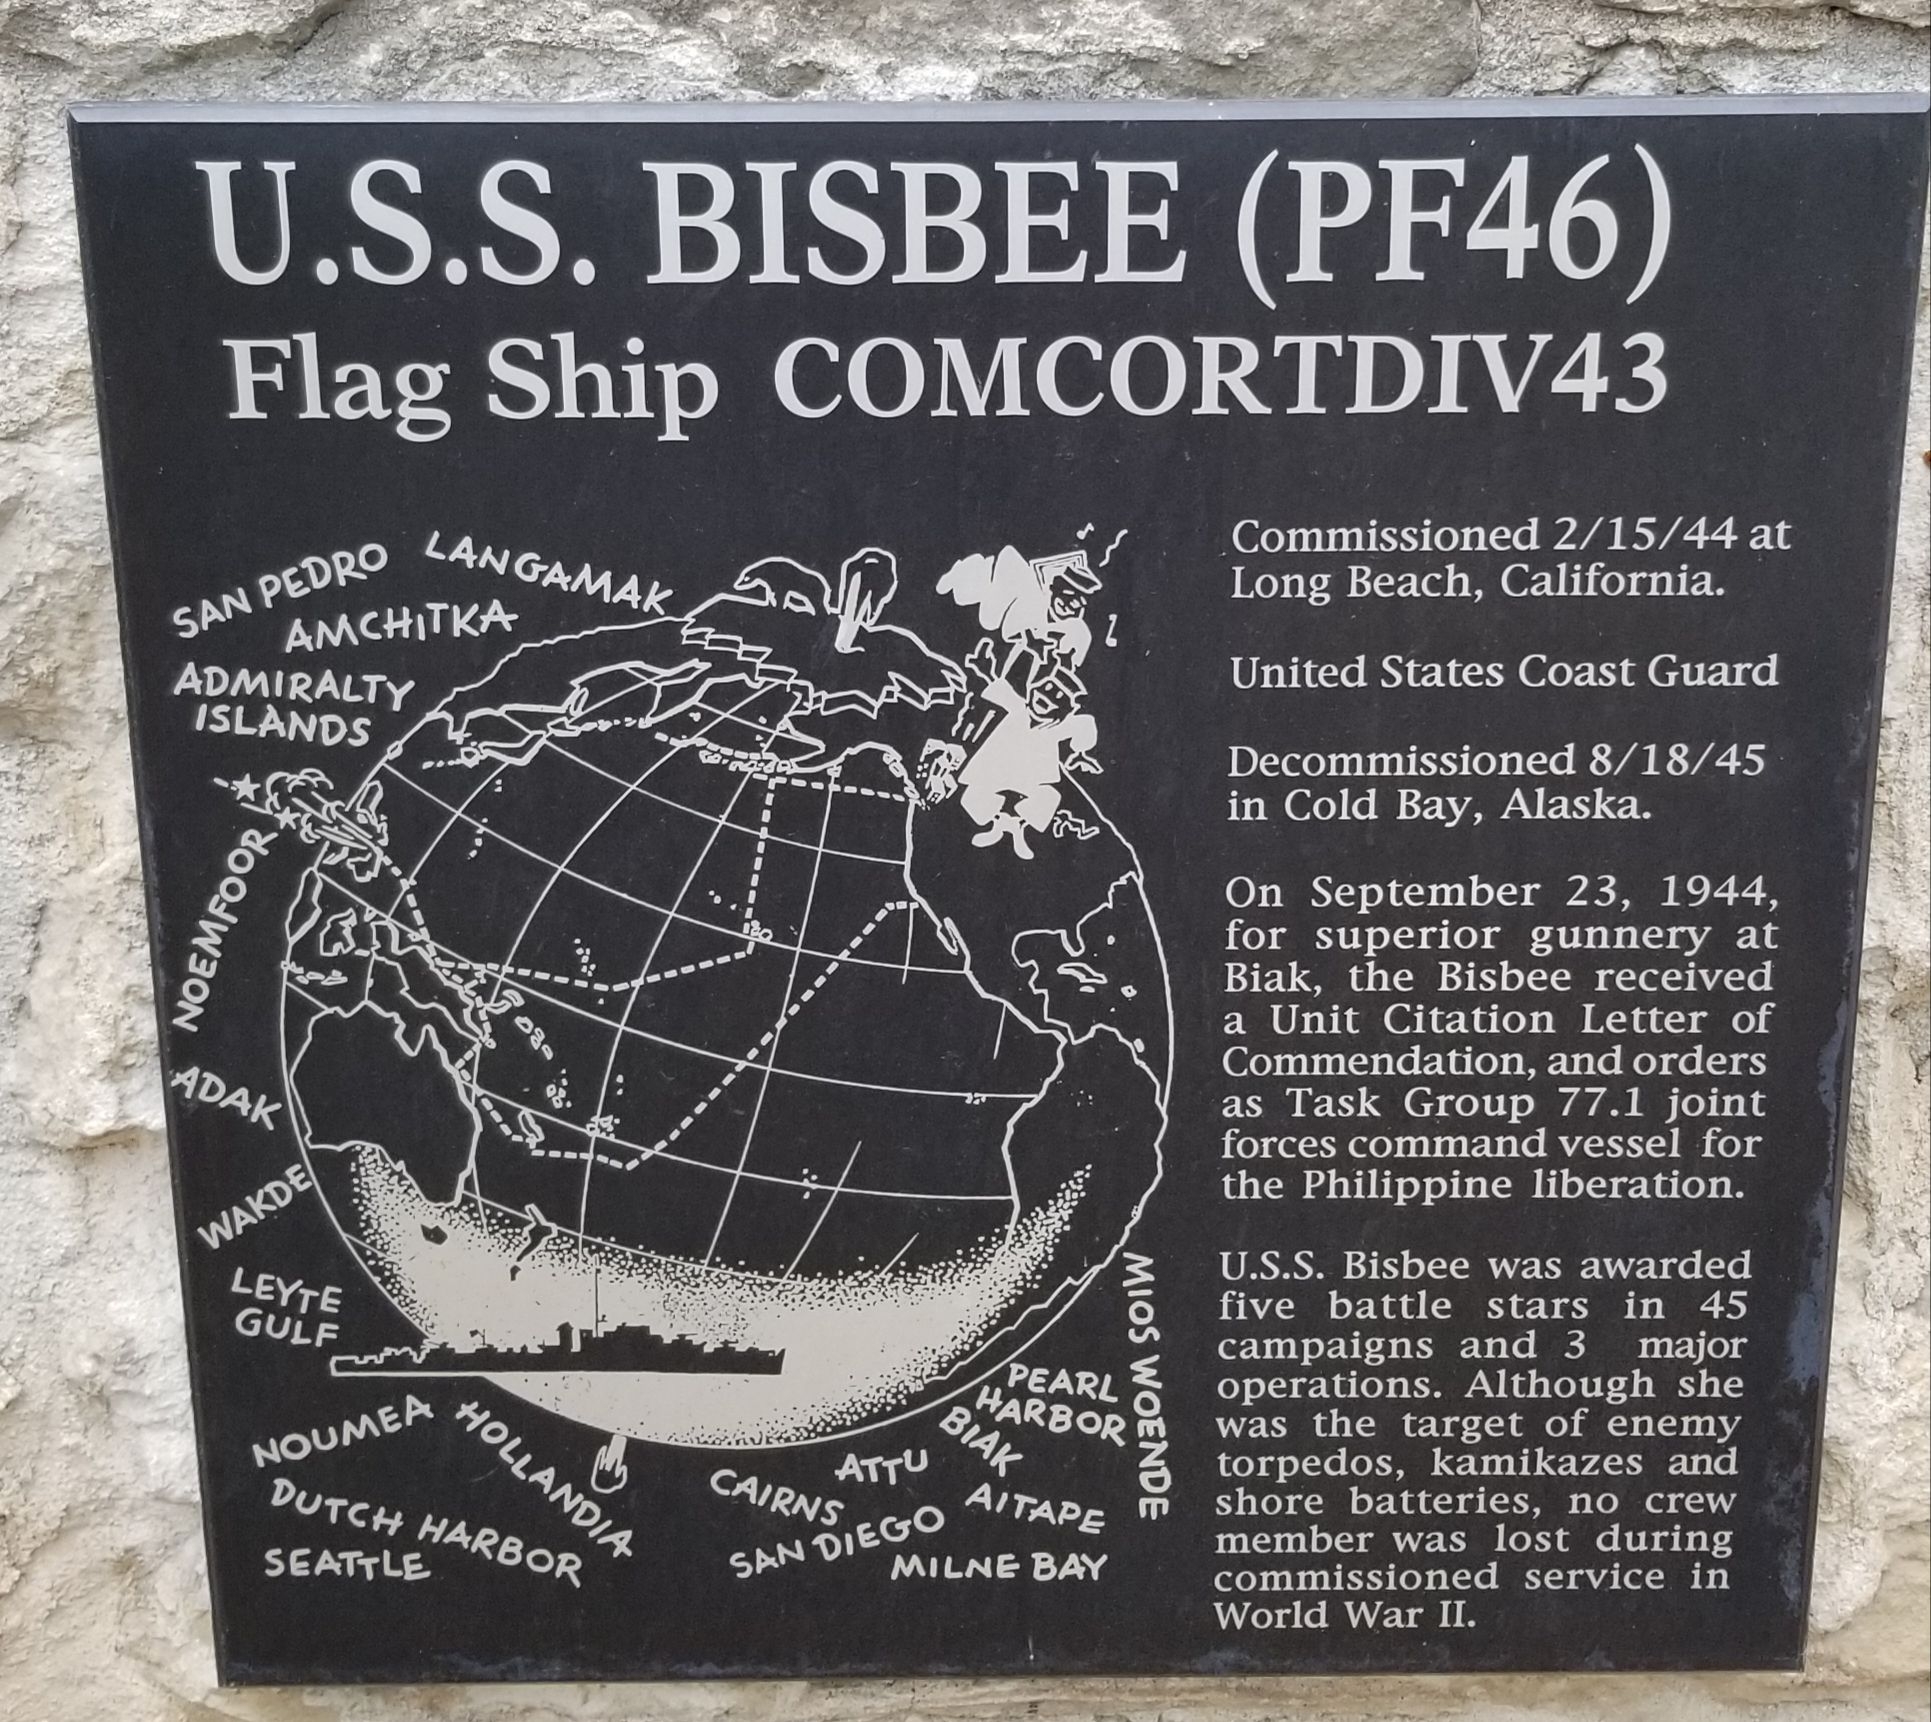 U.S.S. BISBEE (PF46)
Flag Ship COMCORTDIV43
SAN PEDRO
LANGAMAK
AMCHITKA
ADMIRALTY
ISLANDS
NOEMFOOR
ADAK
WAKDE
LEYTE
GULF
NOUMEA
HOLLANDIA
DUTCH HARBOR
SEATTLE
CAIRNS
ATTU
SAN DIEGO
MILNE BAY
AITAPE
BIAK
PEARL
HARBOR
MIOS WOENDE
Commissioned 2/15/44 at
Long Beach, California.
United States Coast Guard
Decommissioned 8/18/45
in Cold Bay, Alaska.
On September 23, 1944,
for superior gunnery at
Biak, the Bisbee received
a Unit Citation Letter of
Commendation, and orders
as Task Group 77.1 joint
forces command vessel for
the Philippine liberation.
U.S.S. Bisbee was awarded
five battle stars in 45
campaigns and 3 major
operations. Although she
was the target of enemy
torpedos, kamikazes and
shore batteries, no crew
member was lost during
commissioned service in
World War II.